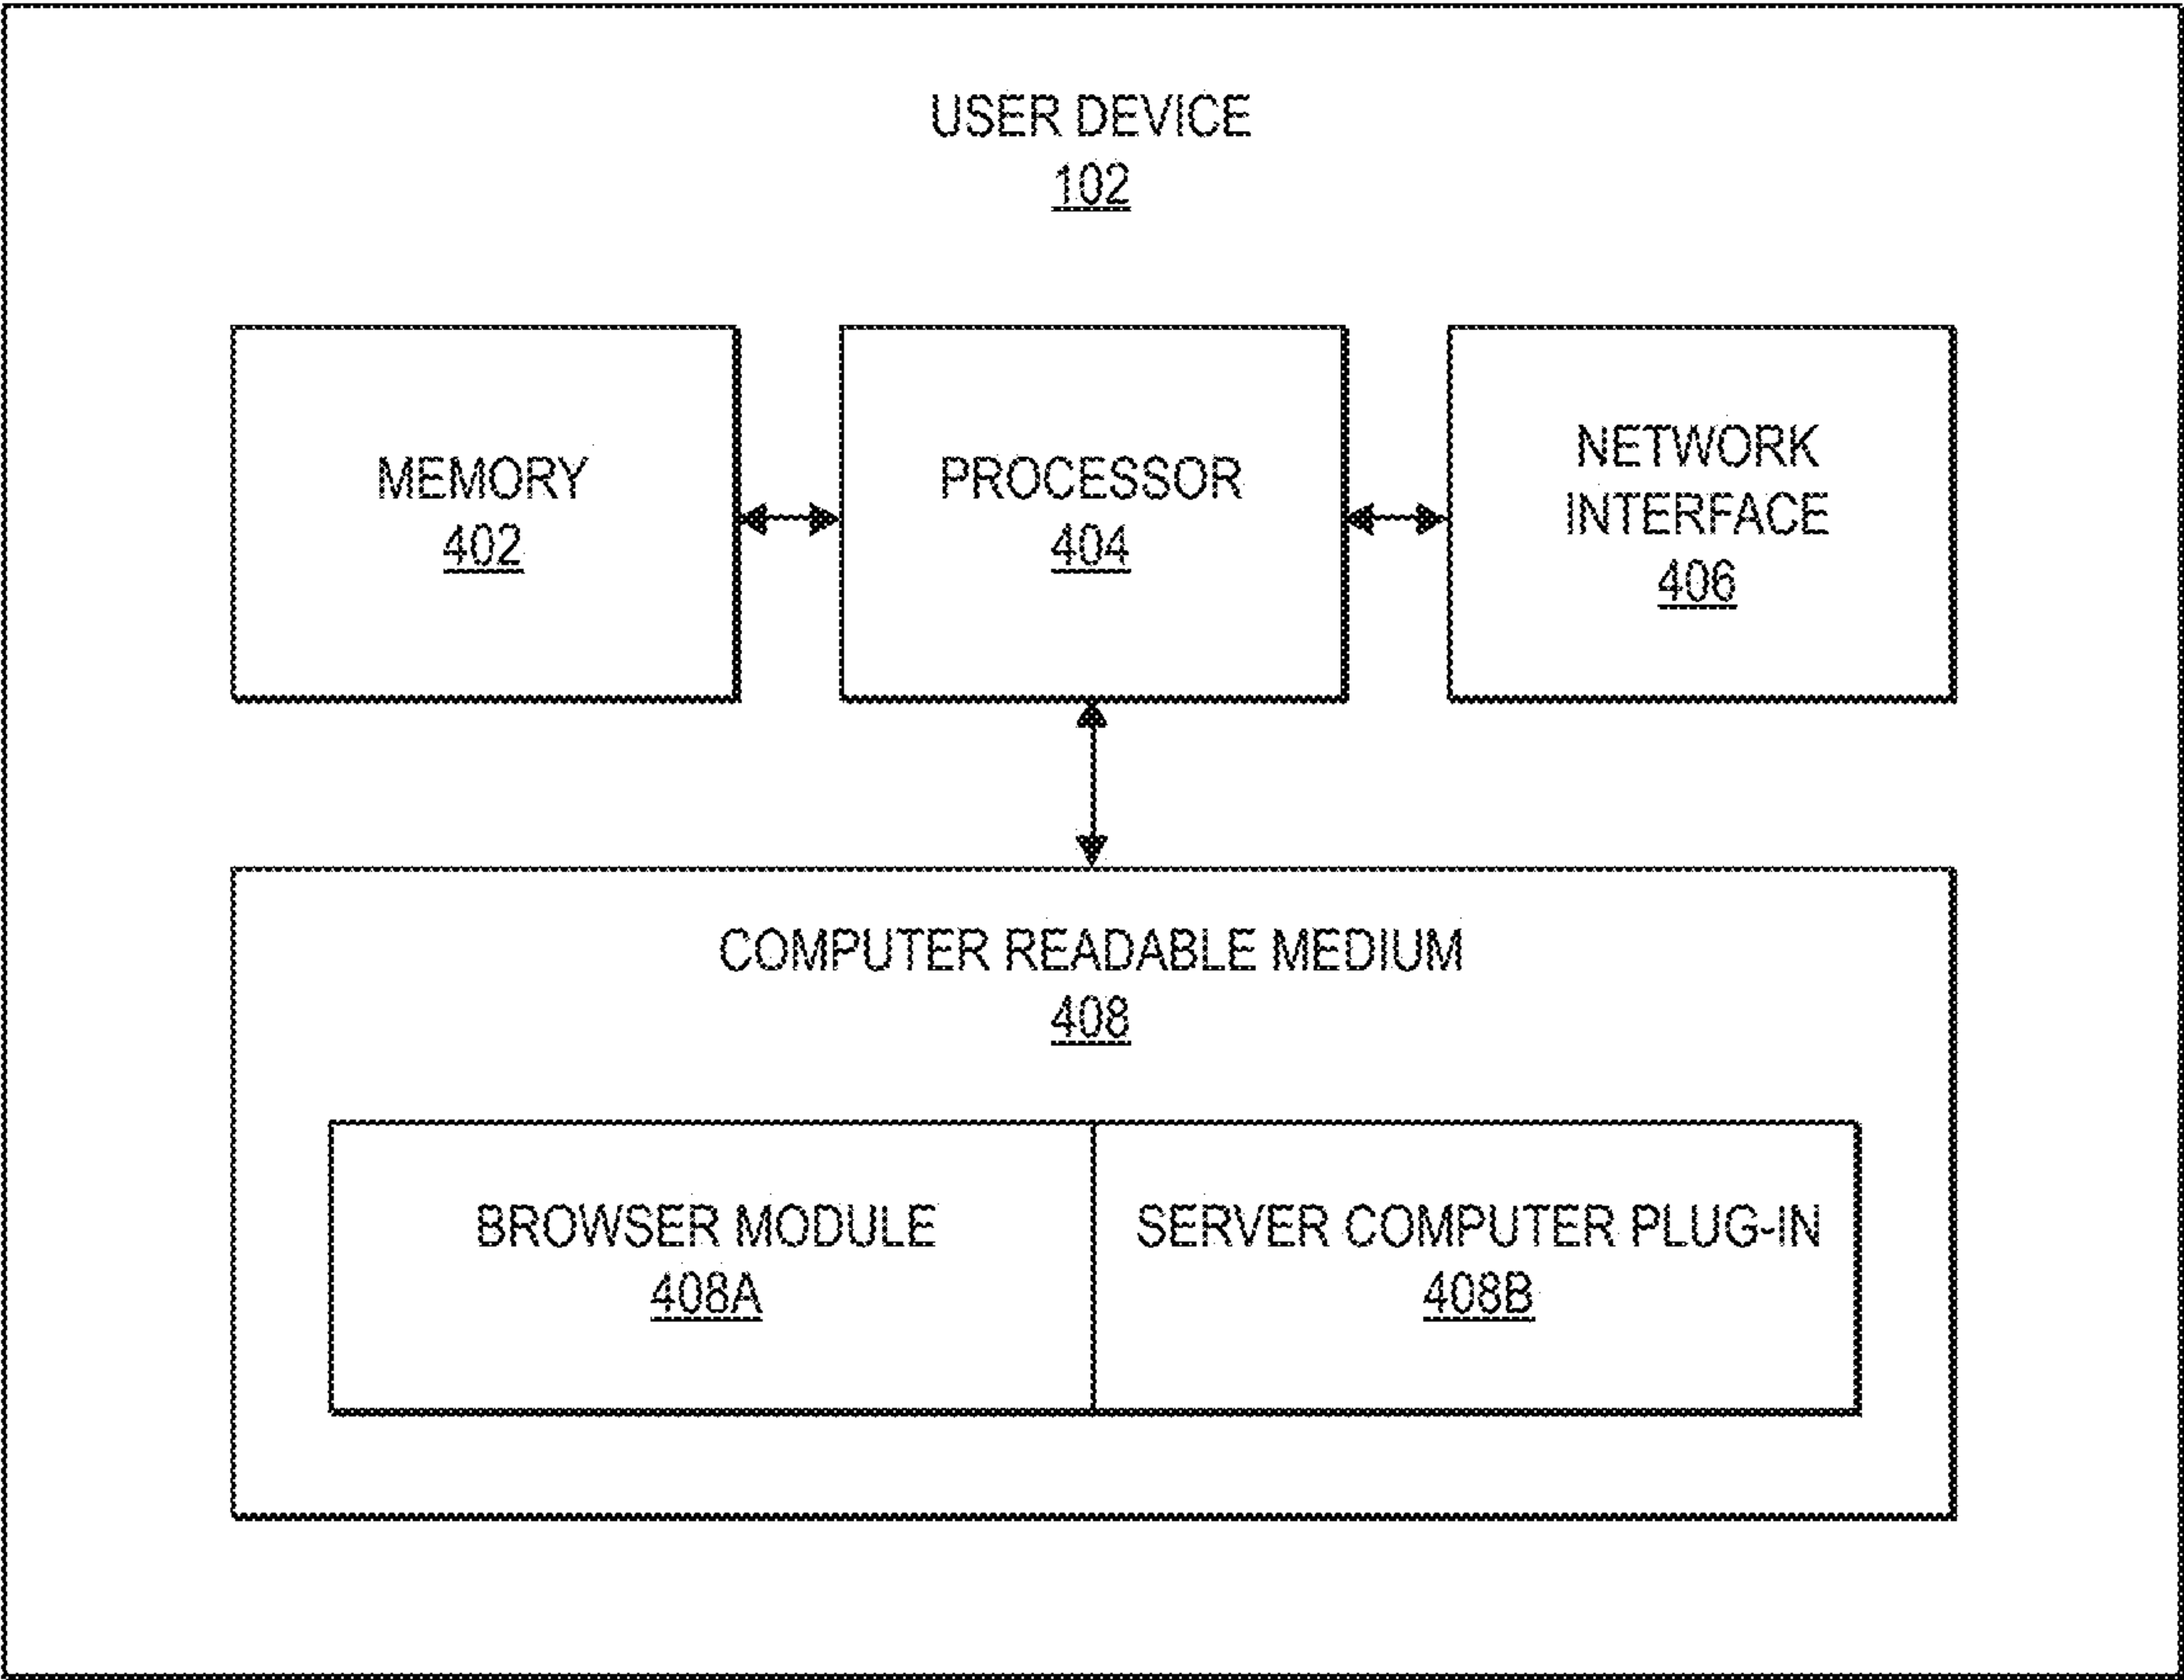 USER DEVICE
102
MEMORY
402
PROCESSOR
404
NETWORK
INTERFACE
406
COMPUTER READABLE MEDIUM
408
BROWSER MODULE
408A
SERVER COMPUTER PLUG-IN
408B